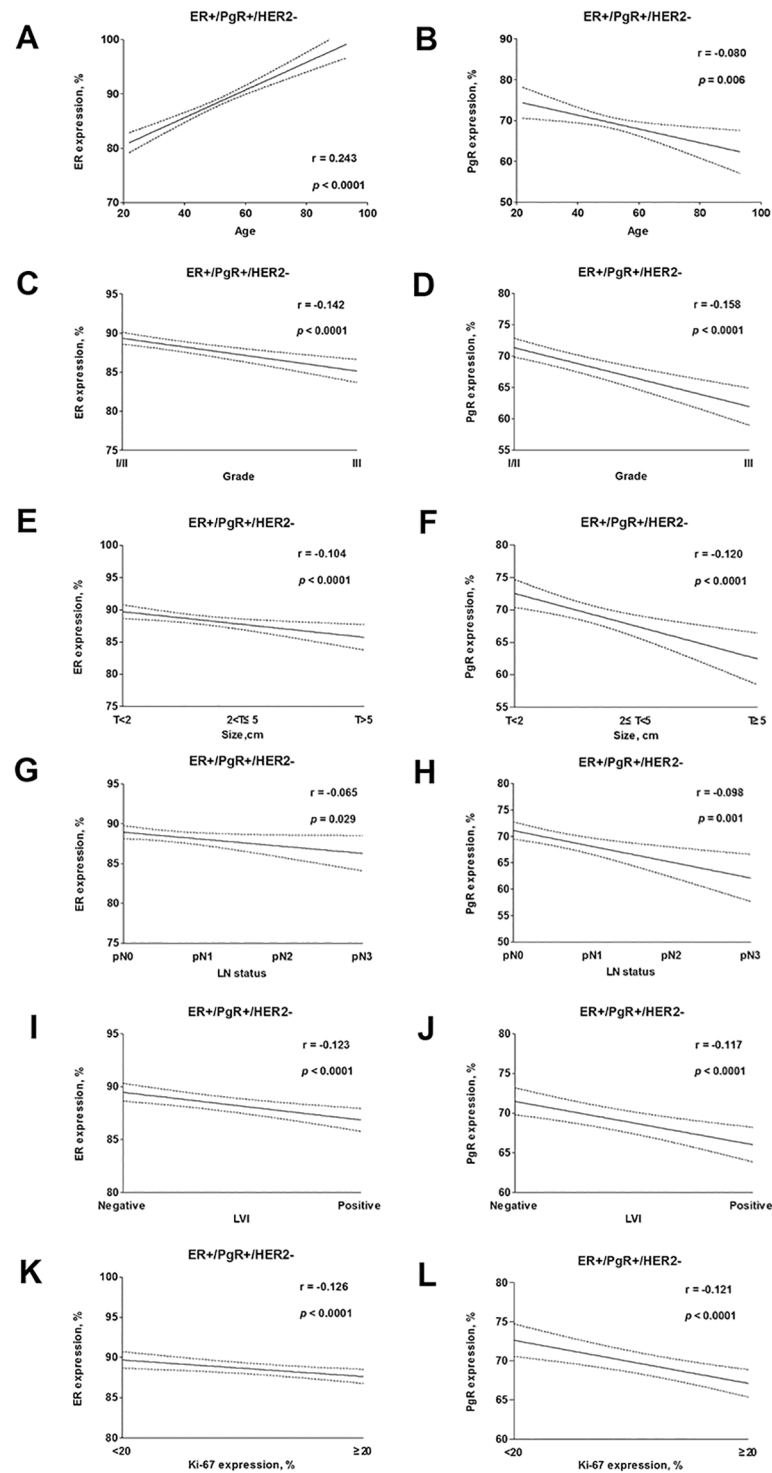 A
ER+/PgR+/HER2-
ER expression, %
100
90
80
70
20 40 60 80 100
Age
r = 0.243
p < 0.0001
B
ER+/PgR+/HER2-
PgR expression, %
90
80
70
60
50
20 40 60 80 100
Age
r = -0.080
p = 0.006
C
ER+/PgR+/HER2-
ER expression, %
95
90
85
80
75
I/II III
Grade
r = -0.142
p < 0.0001
D
ER+/PgR+/HER2-
PgR expression, %
80
75
70
65
60
55
I/II III
Grade
r = -0.158
p < 0.0001
E
ER+/PgR+/HER2-
ER expression, %
100
95
90
85
80
75
T<2 2<T≤ 5 T>5
Size,cm
r = -0.104
p < 0.0001
F
ER+/PgR+/HER2-
PgR expression, %
80
75
70
65
60
55
T<2 2≤ T<5 T≥ 5
Size,cm
r = -0.120
p < 0.0001
G
ER+/PgR+/HER2-
ER expression, %
95
90
85
80
75
pN0 pN1 pN2 pN3
LN status
r = -0.065
p = 0.029
H
ER+/PgR+/HER2-
PgR expression, %
80
75
70
65
60
55
50
pN0 pN1 pN2 pN3
LN status
r = -0.098
p = 0.001
I
ER+/PgR+/HER2-
ER expression, %
95
90
85
80
Negative Positive
LVI
r = -0.123
p < 0.0001
J
ER+/PgR+/HER2-
PgR expression, %
80
75
70
65
60
Negative Positive
LVI
r = -0.117
p < 0.0001
K
ER+/PgR+/HER2-
ER expression, %
100
95
90
85
80
<20 ≥ 20
Ki-67 expression, %
r = -0.126
p < 0.0001
L
ER+/PgR+/HER2-
PgR expression, %
80
75
70
65
60
<20 ≥ 20
Ki-67 expression, %
r = -0.121
p < 0.0001